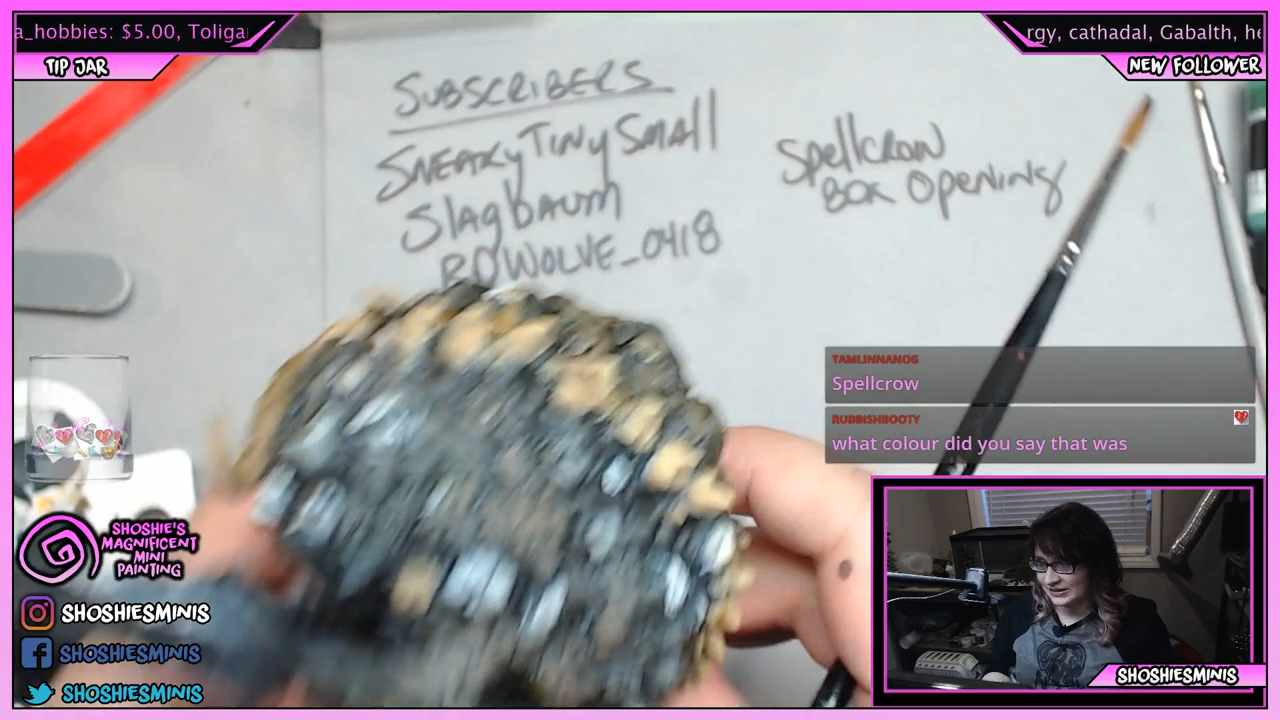 a_hobbies: $5.00, Toliga
TIP JAR
rgy, cathadal, Gabalth, he
NEW FOLLOWER
SUBSCRIBERS
SNEAKyTINySMAll
Slagbaum
RDWOLVE_0418
Spellcrow
BOX Opening
TAMLINNANOG
Spellcrow
RUBBISHBOOTY
what colour did you say that was
SHOSHIE'S
MAGNIFICENT
MINI
PAINTING
SHOSHIESMINIS
SHOSHIESMINIS
SHOSHIESMINIS
SHOSHIESMINIS